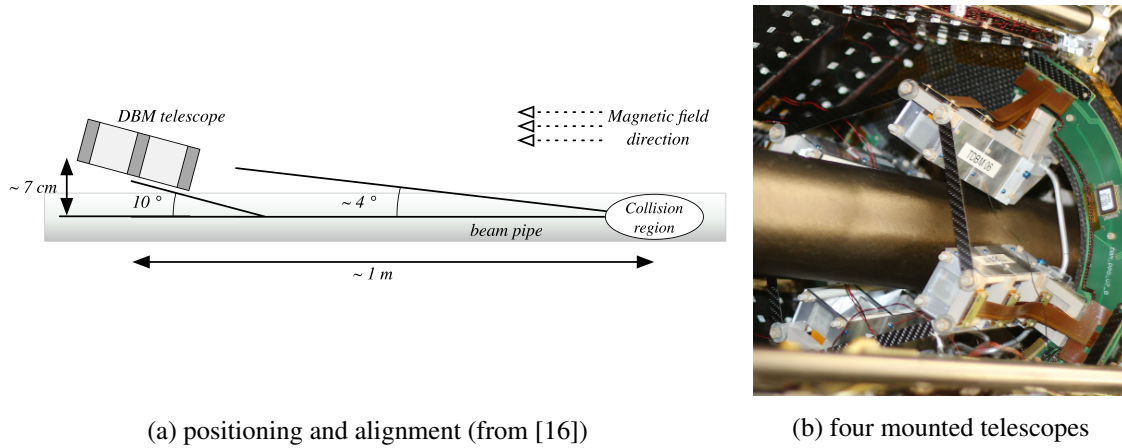 DBM telescope
Magnetic field
direction
~ 7 cm
10 °
~ 4 °
Collision
region
beam pipe
~ 1 m
TDBM 06
(a) positioning and alignment (from [16])
(b) four mounted telescopes